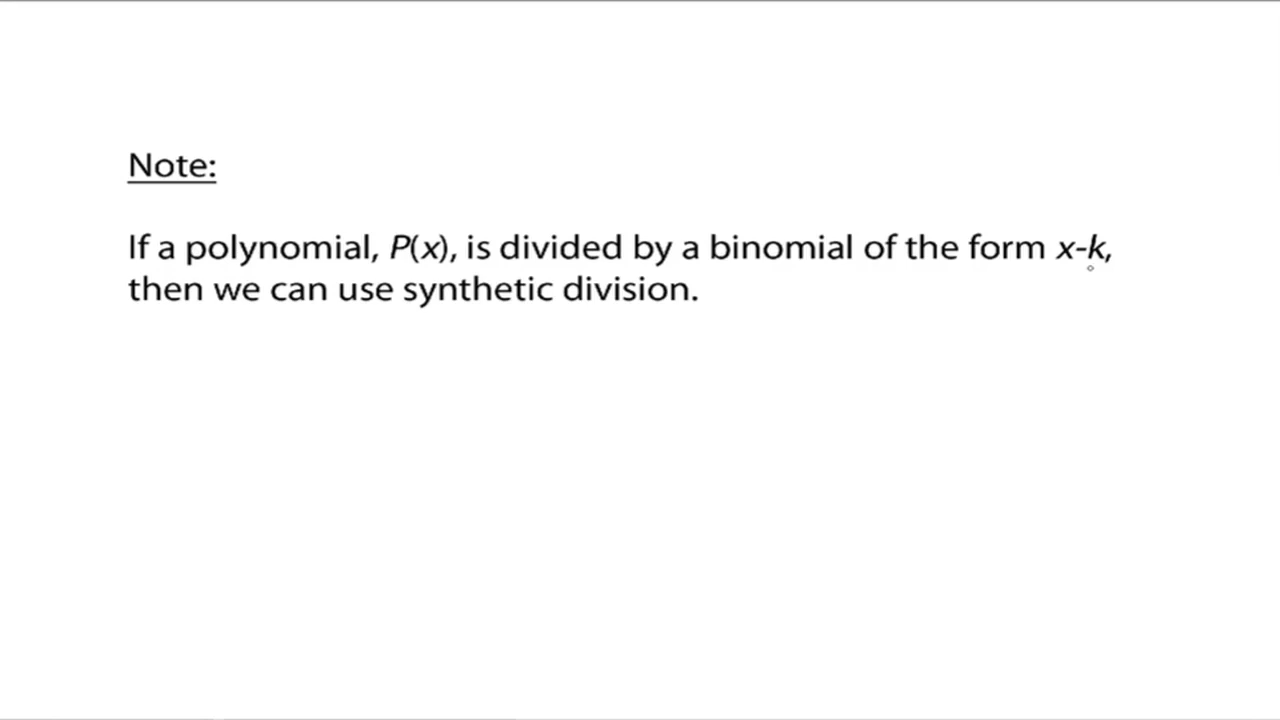 Note:
If a polynomial, P(x), is divided by a binomial of the form x-k,
then we can use synthetic division.